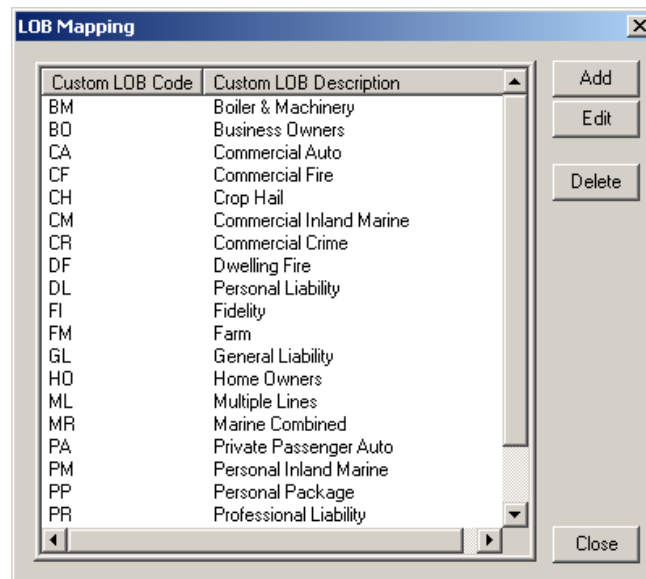 LOB Mapping
Custom LOB Code Custom LOB Description
BM Boiler & Machinery
BO Business Owners
CA Commercial Auto
CF Commercial Fire
CH Crop Hail
CM Commercial Inland Marine
CR Commercial Crime
DF Dwelling Fire
DL Personal Liability
FI Fidelity
FM Farm
GL General Liability
HO Home Owners
ML Multiple Lines
MR Marine Combined
PA Private Passenger Auto
PM Personal Inland Marine
PP Personal Package
PR Professional Liability
Add
Edit
Delete
Close